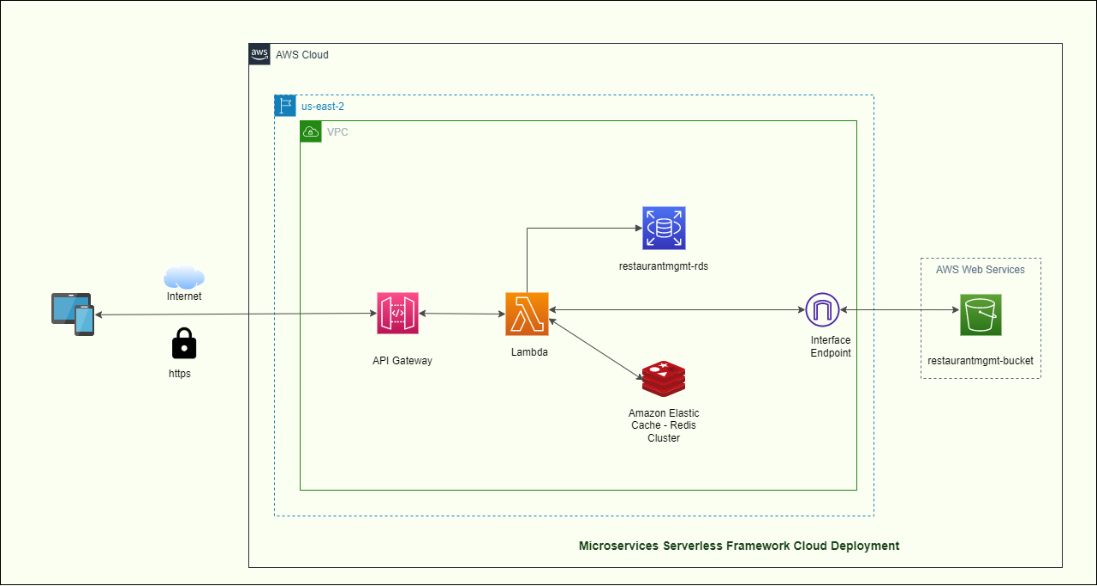 aws
AWS Cloud
us-east-2
VPC
restaurantmgmt-rds
AWS Web Services
Internet
https
API Gateway
</>
Lambda
Interface
Endpoint
restaurantmgmt-bucket
Amazon Elastic
Cache - Redis
Cluster
Microservices Serverless Framework Cloud Deployment